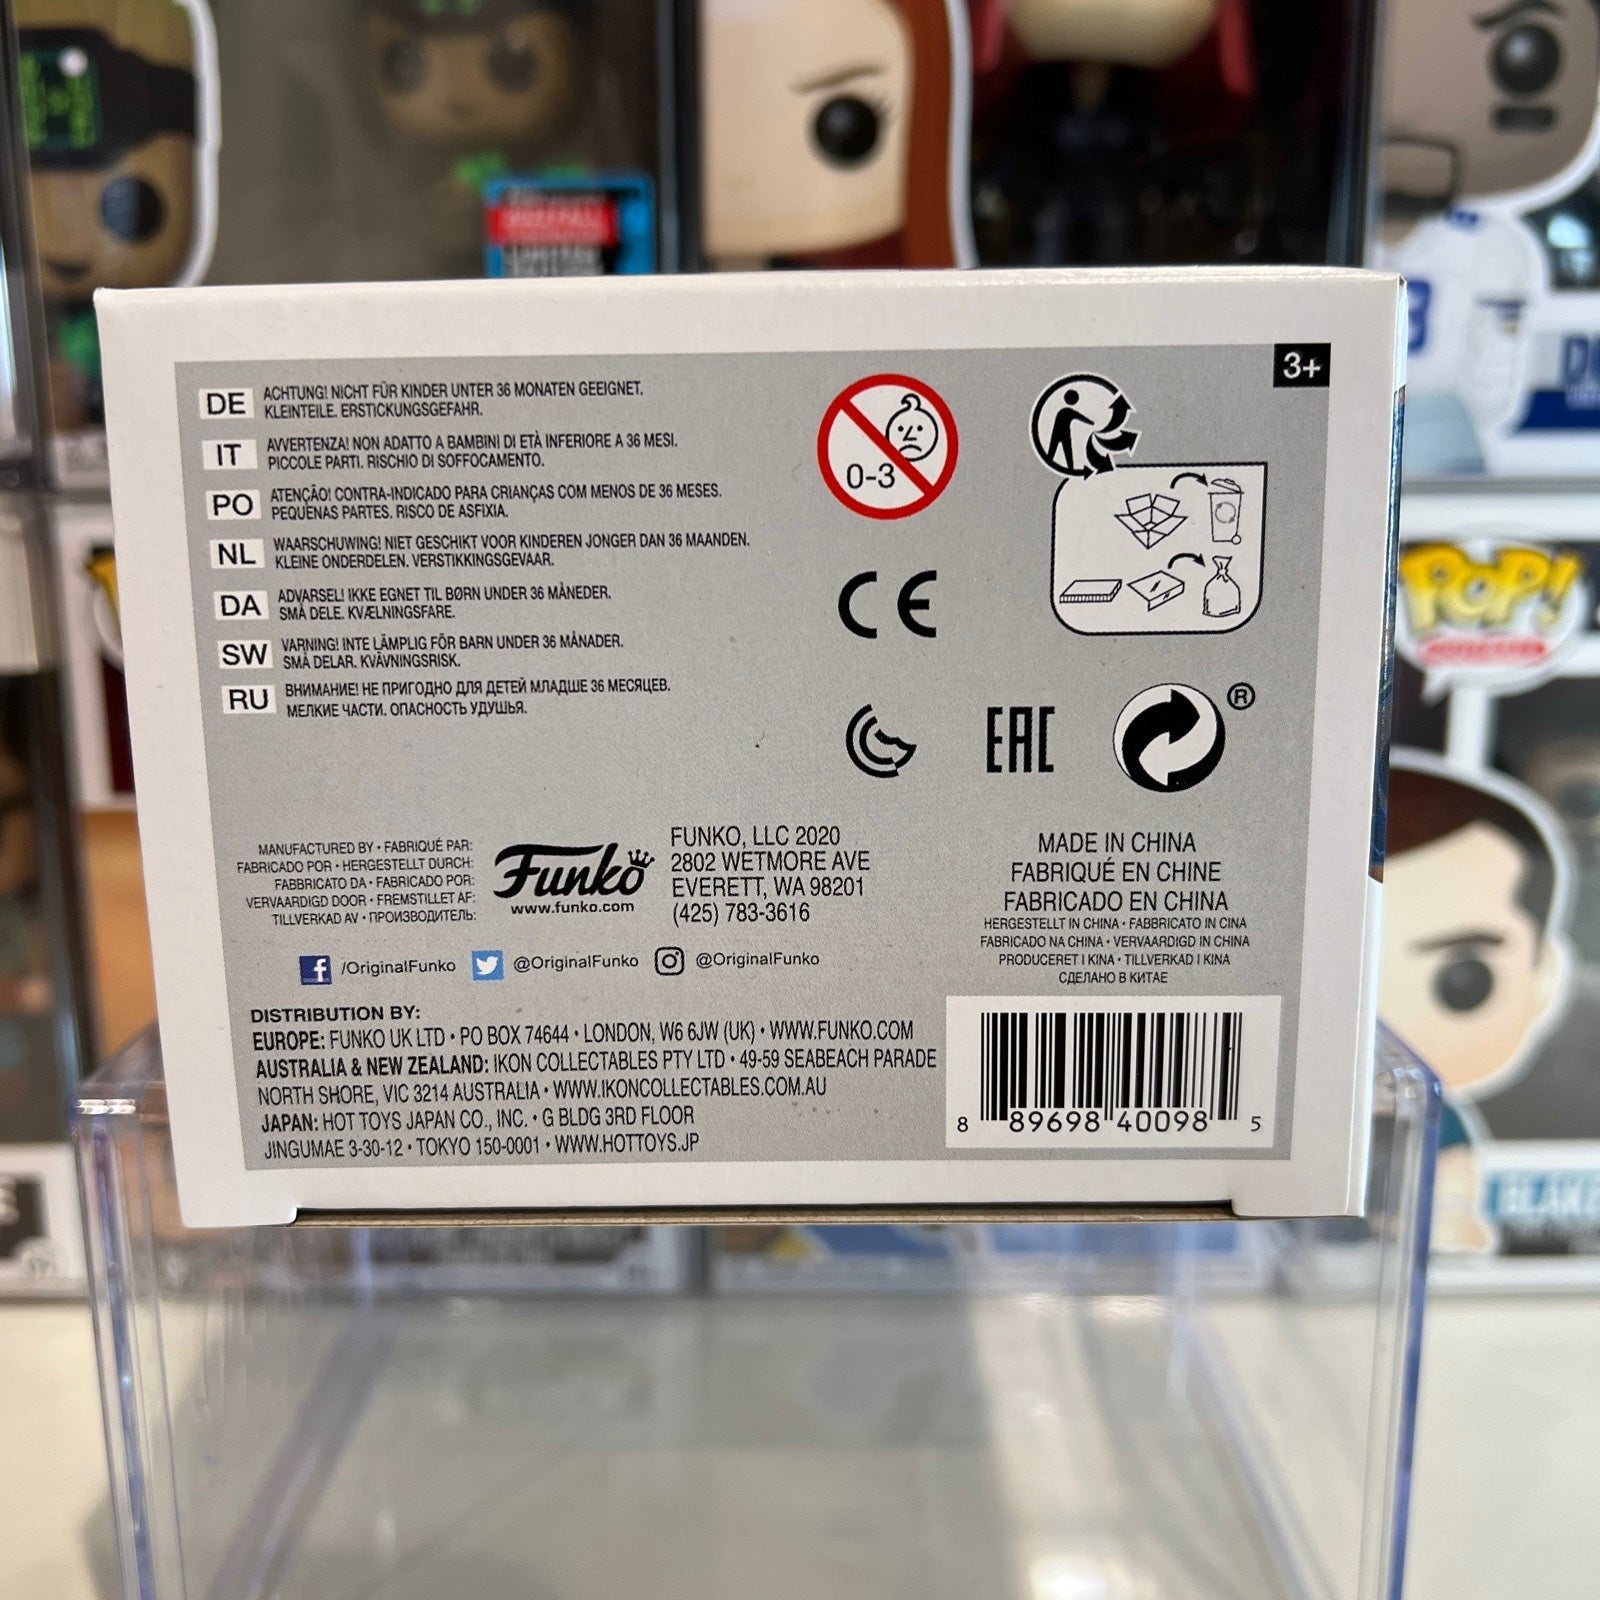 3+
DE ACHTUNG! NICHT FÜR KINDER UNTER 36 MONATEN GEEIGNET.
KLEINTEILE. ERSTICKUNGSGEFAHR.
IT AVVERTENZA! NON ADATTO A BAMBINI DI ETÀ INFERIORE A 36 MESI.
PICCOLE PARTI. RISCHIO DI SOFFOCAMENTO.
PO ATENÇÃO! CONTRA-INDICADO PARA CRIANÇAS COM MENOS DE 36 MESES.
PEQUENAS PARTES. RISCO DE ASFIXIA.
NL WAARSCHUWING! NIET GESCHIKT VOOR KINDEREN JONGER DAN 36 MAANDEN.
KLEINE ONDERDELEN. VERSTIKKINGSGEVAAR.
DA ADVARSEL! IKKE EGNET TIL BØRN UNDER 36 MÅNEDER.
SMÅ DELE. KVÆLNINGSFARE.
SW VARNING! INTE LÄMPLIG FÖR BARN UNDER 36 MÅNADER.
SMÅ DELAR. KVÄVNINGSRISK.
RU ВНИМАНИЕ! НЕ ПРИГОДНО ДЛЯ ДЕТЕЙ МЛАДШЕ 36 МЕСЯЦЕВ.
МЕЛКИЕ ЧАСТИ. ОПАСНОСТЬ УДУШЬЯ.
0-3
CE
EAC
®
MANUFACTURED BY • FABRIQUÉ PAR:
FABRICADO POR • HERGESTELLT DURCH:
FABBRICATO DA • FABRICADO POR:
VERVAARDIGD DOOR • FREMSTILLET AF:
TILLVERKAD AV • ПРОИЗВОДИТЕЛЬ:
Funko
www.funko.com
FUNKO, LLC 2020
2802 WETMORE AVE
EVERETT, WA 98201
(425) 783-3616
MADE IN CHINA
FABRIQUÉ EN CHINE
FABRICADO EN CHINA
HERGESTELLT IN CHINA • FABBRICATO IN CINA
FABRICADO NA CHINA • VERVAARDIGD IN CHINA
PRODUCERET I KINA • TILLVERKAD I KINA
СДЕЛАНО В КИТАЕ
f /OriginalFunko @OriginalFunko @OriginalFunko
DISTRIBUTION BY:
EUROPE: FUNKO UK LTD • PO BOX 74644 • LONDON, W6 6JW (UK) • WWW.FUNKO.COM
AUSTRALIA & NEW ZEALAND: IKON COLLECTABLES PTY LTD • 49-59 SEABEACH PARADE
NORTH SHORE, VIC 3214 AUSTRALIA • WWW.IKONCOLLECTABLES.COM.AU
JAPAN: HOT TOYS JAPAN CO., INC. • G BLDG 3RD FLOOR
JINGUMAE 3-30-12 • TOKYO 150-0001 • WWW.HOTTOYS.JP
8 89698 40098 5
POP!
BLAKE